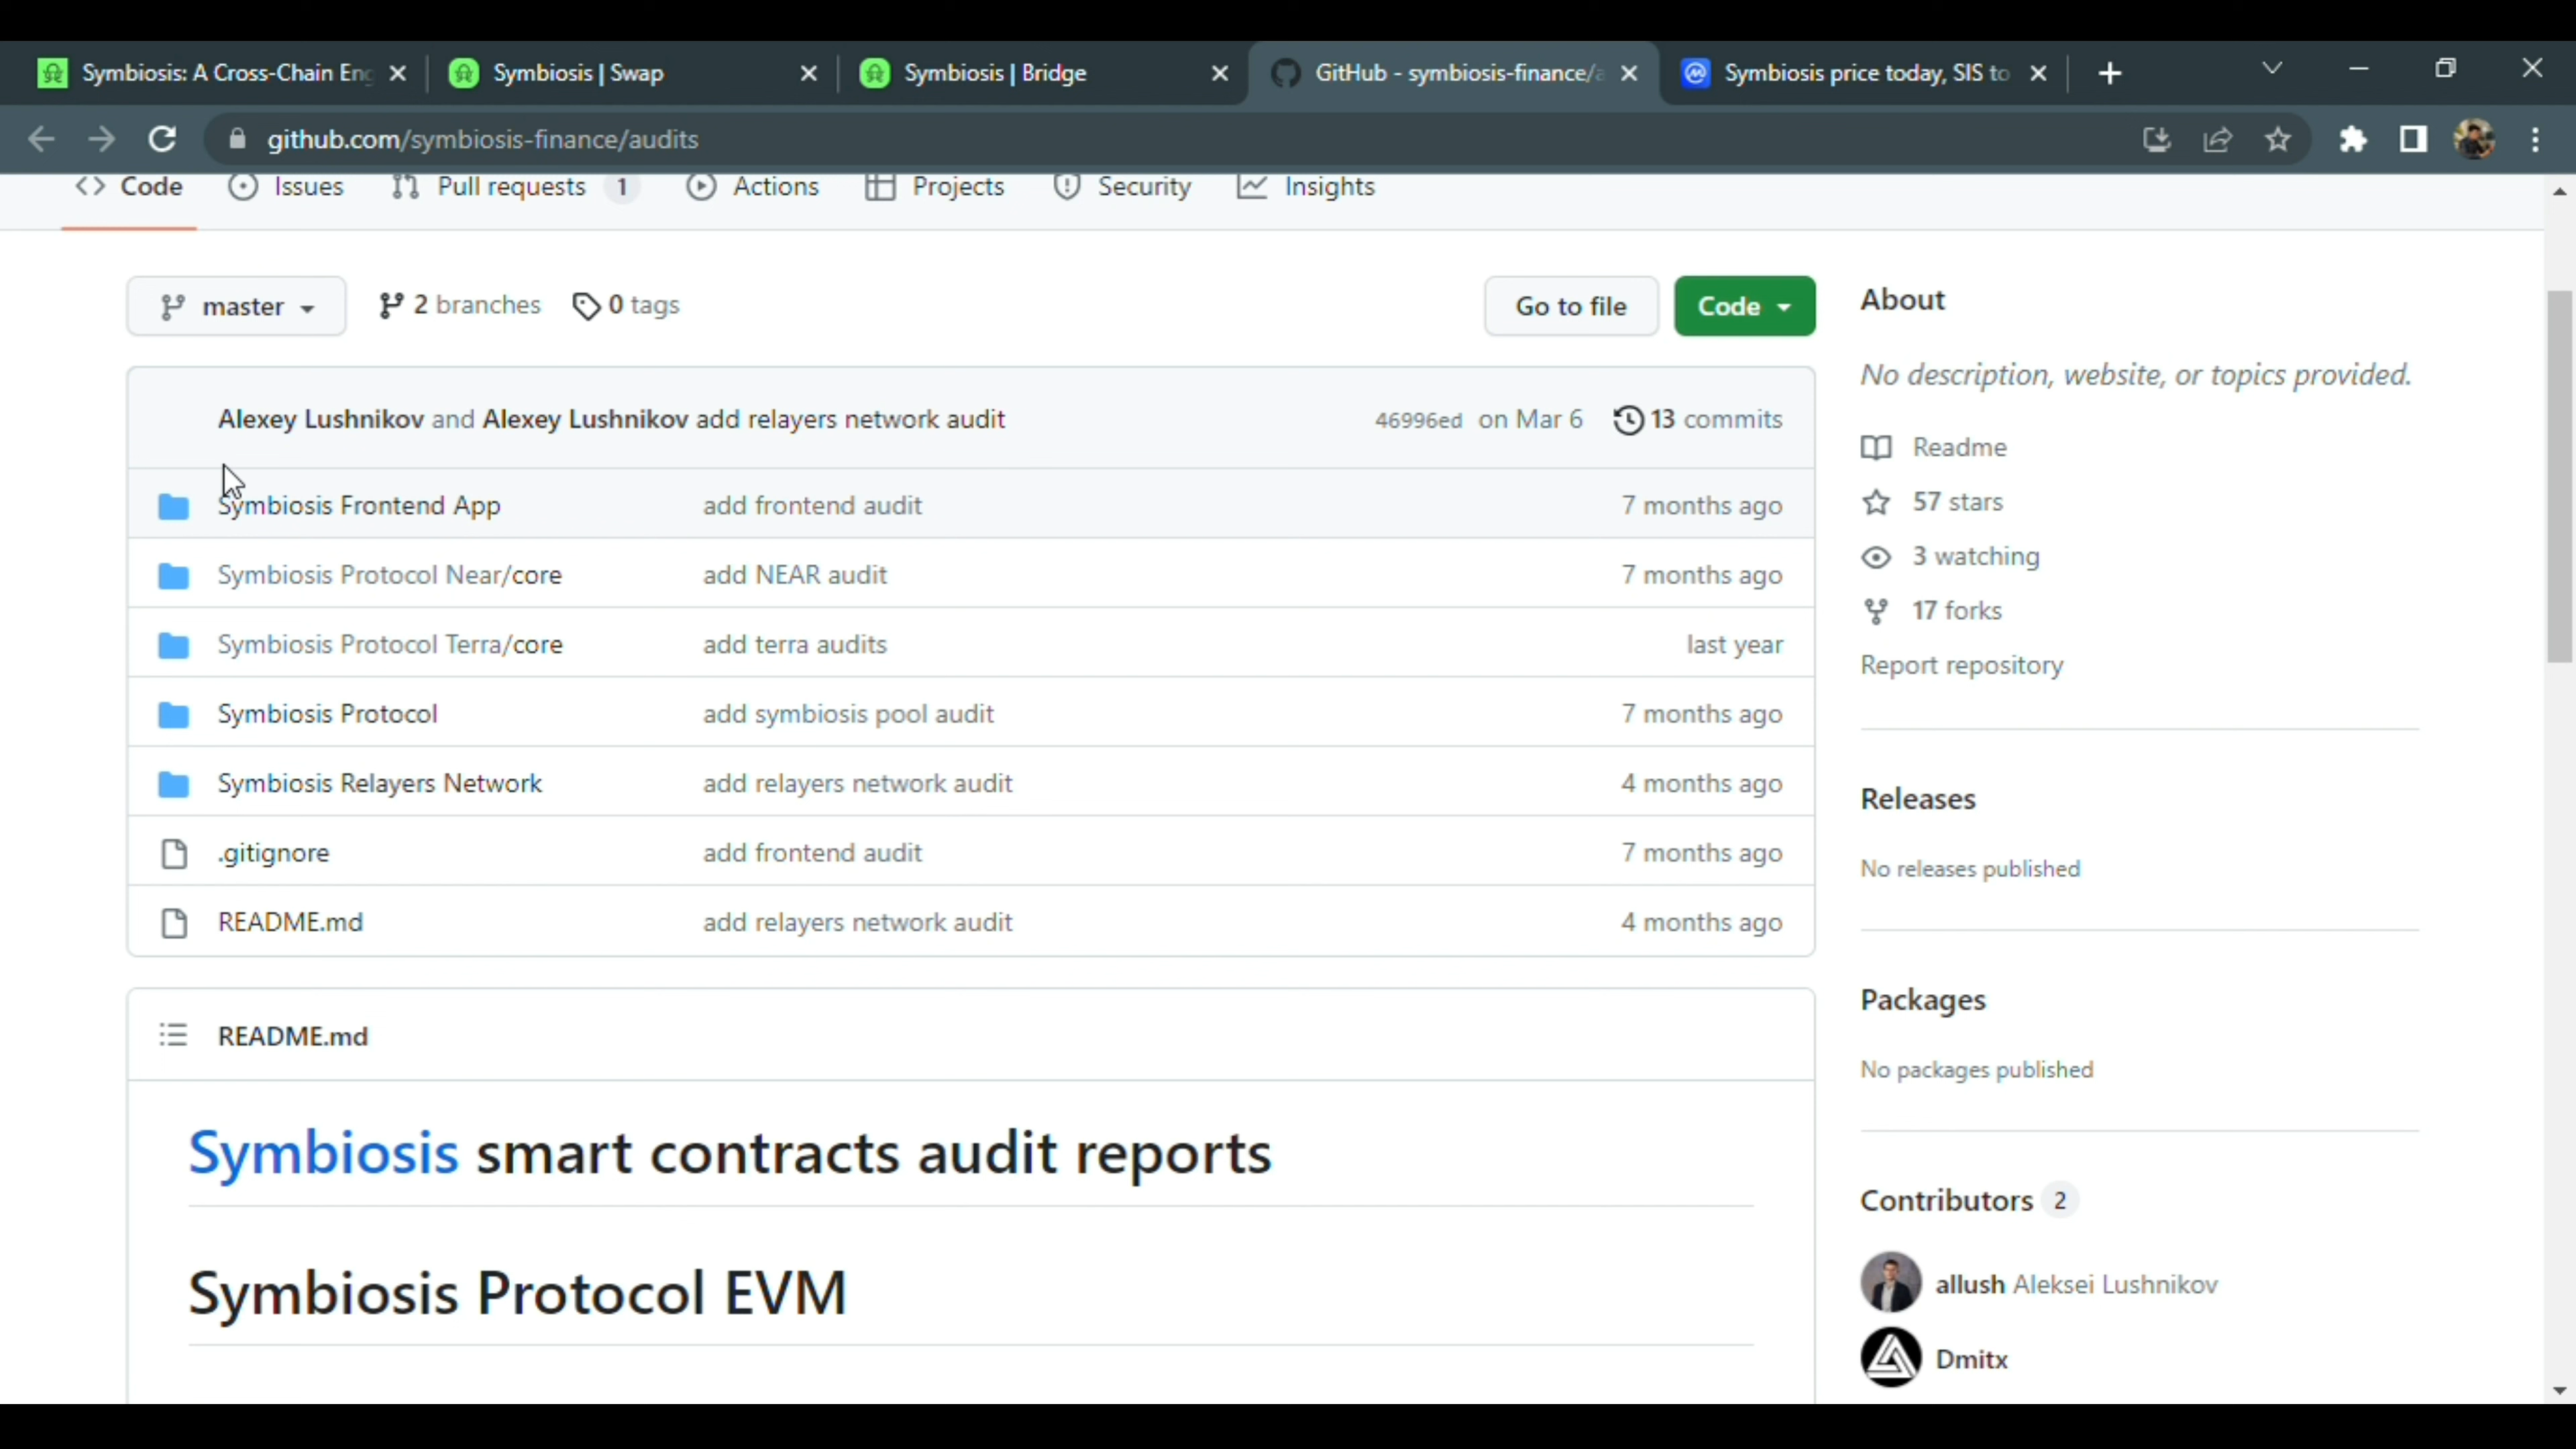 Symbiosis: A Cross-Chain Eng
Symbiosis | Swap
Symbiosis | Bridge
GitHub - symbiosis-finance/a
Symbiosis price today, SIS to
github.com/symbiosis-finance/audits
Code
Issues
Pull requests 1
Actions
Projects
Security
Insights
master
2 branches
0 tags
Go to file
Code
Alexey Lushnikov and Alexey Lushnikov add relayers network audit
46996ed on Mar 6
13 commits
Symbiosis Frontend App
add frontend audit
7 months ago
Symbiosis Protocol Near/core
add NEAR audit
7 months ago
Symbiosis Protocol Terra/core
add terra audits
last year
Symbiosis Protocol
add symbiosis pool audit
7 months ago
Symbiosis Relayers Network
add relayers network audit
4 months ago
.gitignore
add frontend audit
7 months ago
README.md
add relayers network audit
4 months ago
README.md
Symbiosis smart contracts audit reports
Symbiosis Protocol EVM
About
No description, website, or topics provided.
Readme
57 stars
3 watching
17 forks
Report repository
Releases
No releases published
Packages
No packages published
Contributors 2
allush Aleksei Lushnikov
Dmitx